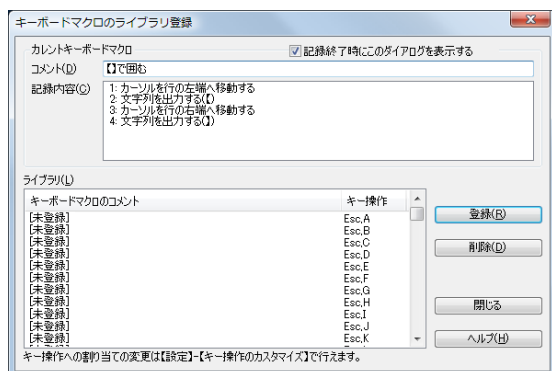 キーボードマクロのライブラリ登録
カレントキーボードマクロ
記録終了時にこのダイアログを表示する
コメント(D)
【】で囲む
記録内容(C)
1: カーソルを行の左端へ移動する
2: 文字列を出力する(【)
3: カーソルを行の右端へ移動する
4: 文字列を出力する(】)
ライブラリ(L)
キーボードマクロのコメント キー操作
[未登録] Esc,A
[未登録] Esc,B
[未登録] Esc,C
[未登録] Esc,D
[未登録] Esc,E
[未登録] Esc,F
[未登録] Esc,G
[未登録] Esc,H
[未登録] Esc,I
[未登録] Esc,J
[未登録] Esc,K
登録(R)
削除(D)
閉じる
ヘルプ(H)
キー操作への割り当ての変更は【設定】-【キー操作のカスタマイズ】で行えます。